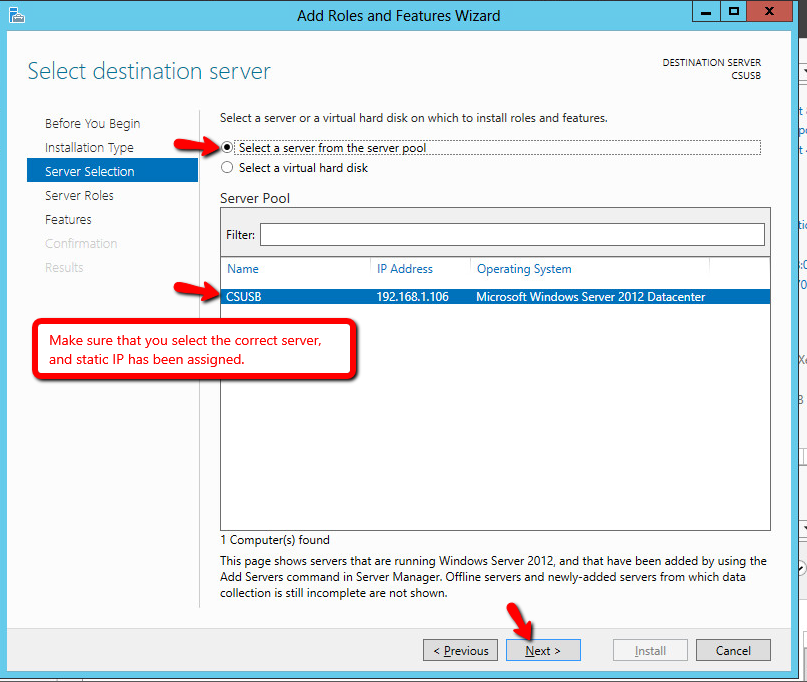 Add Roles and Features Wizard
Select destination server
DESTINATION SERVER
CSUSB
Before You Begin
Installation Type
Server Selection
Server Roles
Features
Confirmation
Results
Select a server or a virtual hard disk on which to install roles and features.
Select a server from the server pool
Select a virtual hard disk
Server Pool
Filter:
Name IP Address Operating System
CSUSB 192.168.1.106 Microsoft Windows Server 2012 Datacenter
Make sure that you select the correct server,
and static IP has been assigned.
1 Computer(s) found
This page shows servers that are running Windows Server 2012, and that have been added by using the
Add Servers command in Server Manager. Offline servers and newly-added servers from which data
collection is still incomplete are not shown.
< Previous Next > Install Cancel